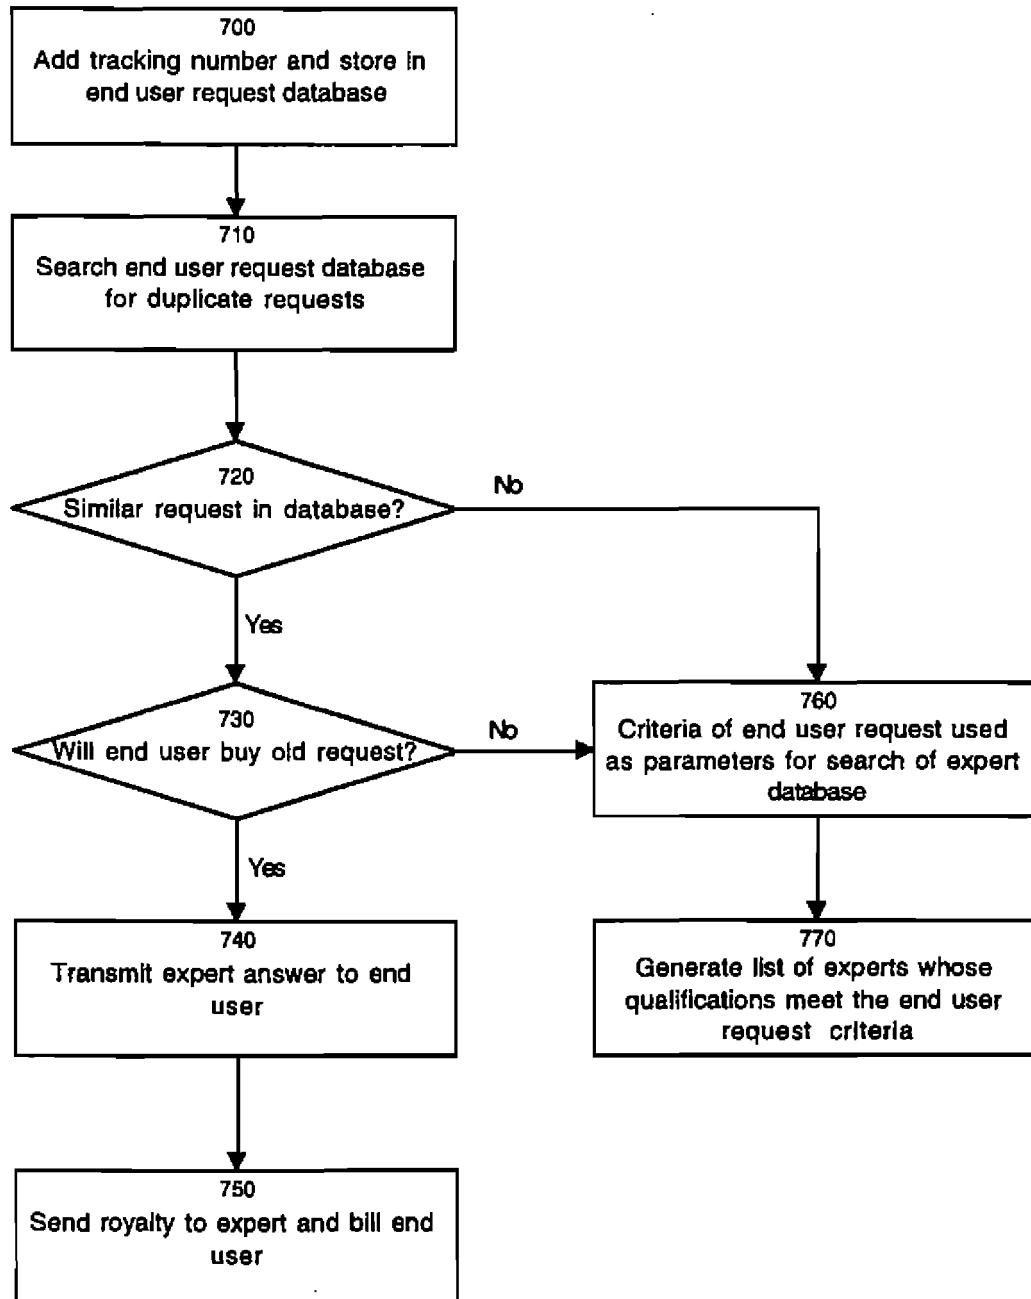 700
Add tracking number and store in
end user request database
710
Search end user request database
for duplicate requests
720
Similar request in database?
No
Yes
730
Will end user buy old request?
No
760
Criteria of end user request used
as parameters for search of expert
database
Yes
740
Transmit expert answer to end
user
770
Generate list of experts whose
qualifications meet the end user
request criteria
750
Send royalty to expert and bill end
user